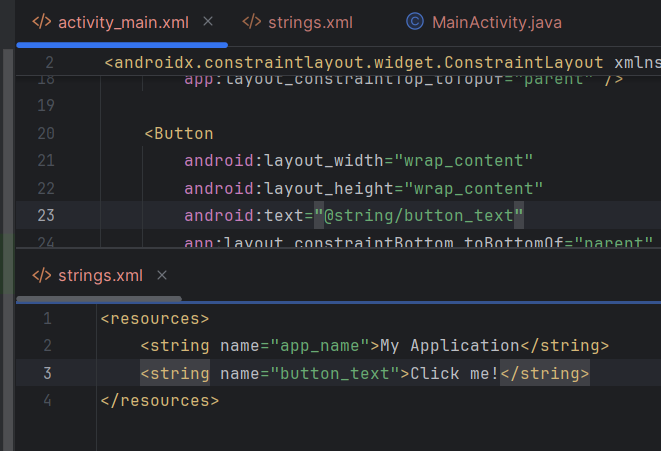 activity_main.xml
strings.xml
MainActivity.java
2 <androidx.constraintlayout.widget.ConstraintLayout xmlns
18 app:layout_constraintTop_toTopOf="parent" />
19
20 <Button
21 android:layout_width="wrap_content"
22 android:layout_height="wrap_content"
23 android:text="@string/button_text"
24 app:layout_constraintBottom_toBottomOf="parent"
strings.xml
1 <resources>
2 <string name="app_name">My Application</string>
3 <string name="button_text">Click me!</string>
4 </resources>